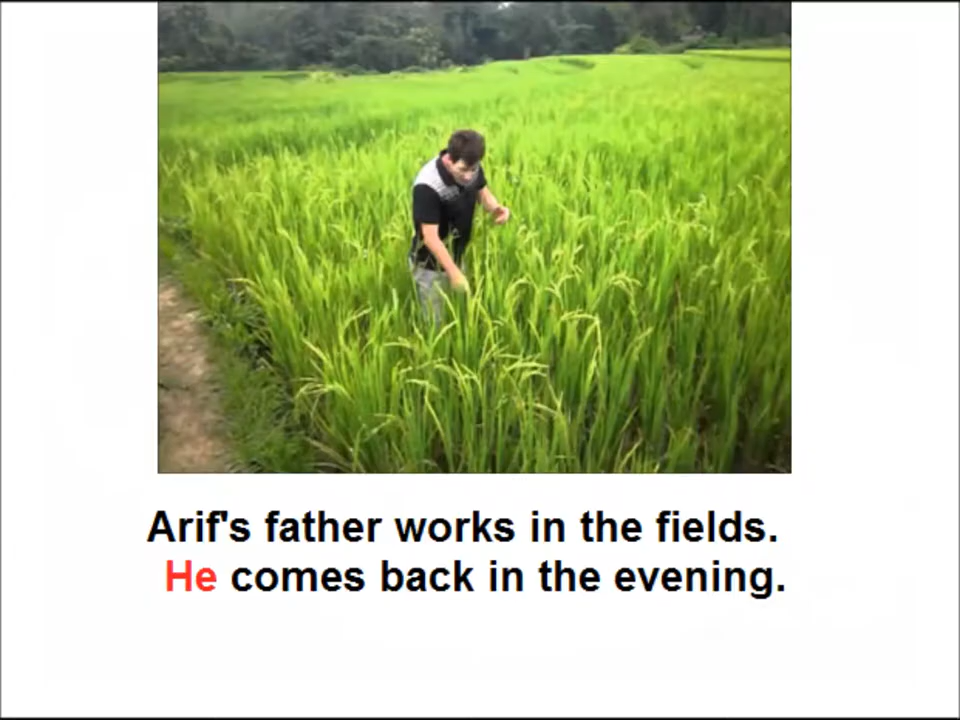 Arif's father works in the fields.
He comes back in the evening.